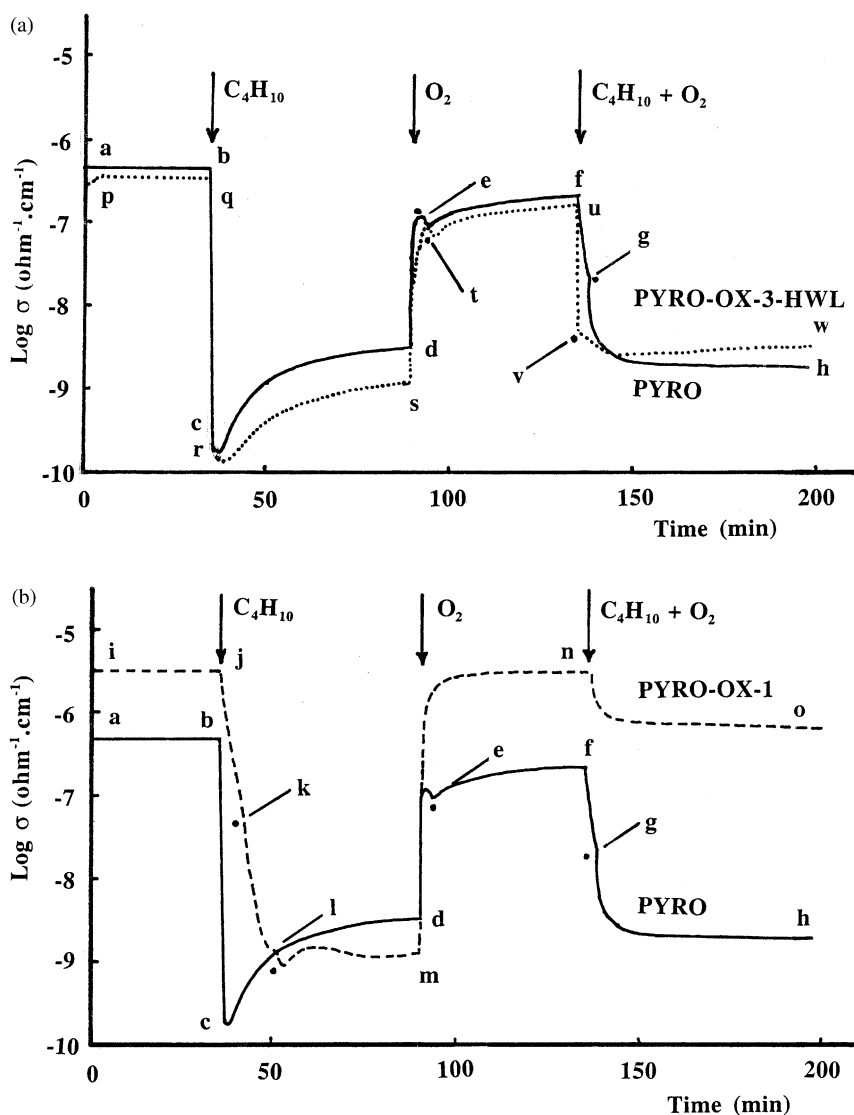 (a)
-5
-6
-7
-8
-9
-10
Log σ (ohm⁻¹.cm⁻¹)
C₄H₁₀
O₂
C₄H₁₀ + O₂
a
b
p
q
c
r
d
s
e
t
f
u
g
v
PYRO-OX-3-HWL
w
h
PYRO
0
50
100
150
200
Time (min)
(b)
-5
-6
-7
-8
-9
-10
Log σ (ohm⁻¹.cm⁻¹)
C₄H₁₀
O₂
C₄H₁₀ + O₂
i
j
a
b
k
l
c
d
m
n
PYRO-OX-1
o
e
f
g
PYRO
h
0
50
100
150
200
Time (min)